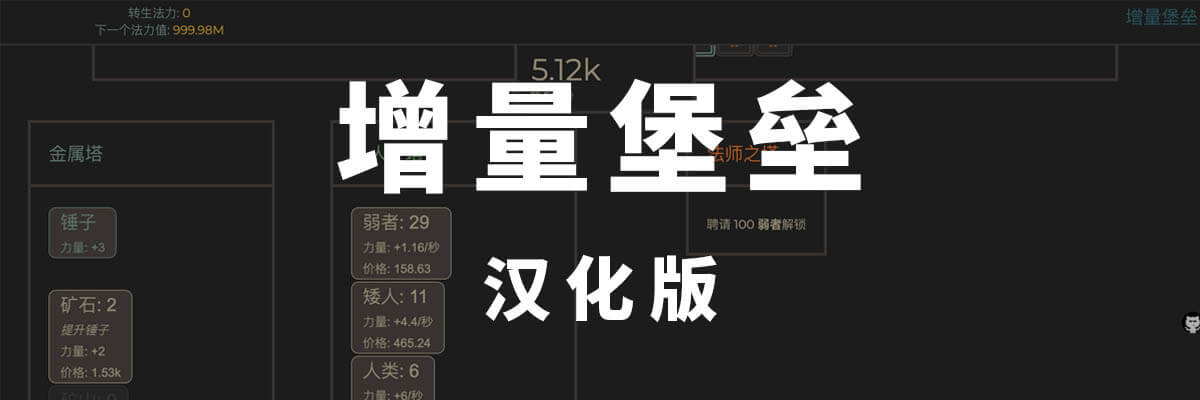 转生法力: 0
下一个法力值: 999.98M
增量堡垒
5.12k
增量堡垒
汉化版
金属塔
锤子
力量: +3
矿石: 2
提升锤子
力量: +2
价格: 1.53k
矿山: 0
弱者: 29
力量: +1.16/秒
价格: 158.63
矮人: 11
力量: +4.4/秒
价格: 465.24
人类: 6
力量: +6/秒
法师之塔
聘请 100 弱者解锁